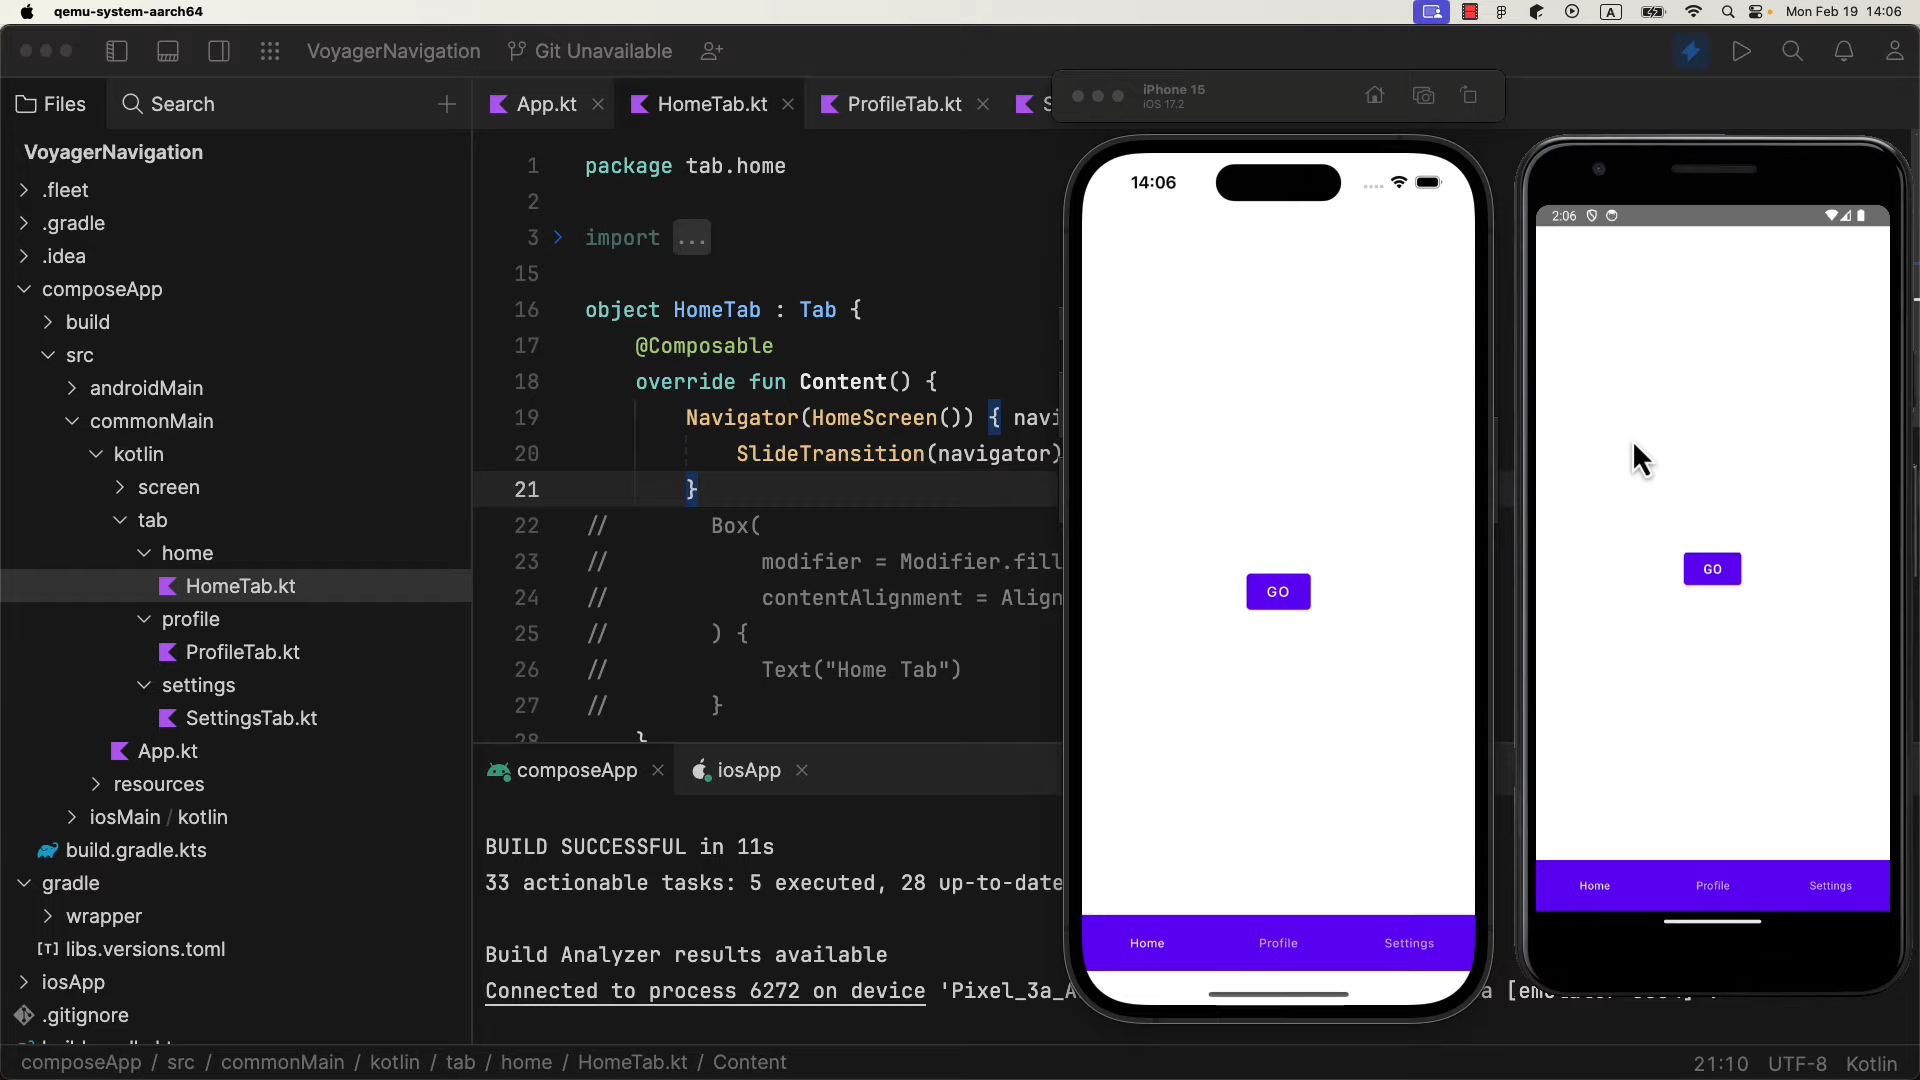 qemu-system-aarch64
A
Mon Feb 19 14:06
VoyagerNavigation
Git Unavailable
Files
Search
App.kt
HomeTab.kt
ProfileTab.kt
S
iPhone 15
iOS 17.2
VoyagerNavigation
.fleet
.gradle
.idea
composeApp
build
src
androidMain
commonMain
kotlin
screen
tab
home
HomeTab.kt
profile
ProfileTab.kt
settings
SettingsTab.kt
App.kt
resources
iosMain / kotlin
build.gradle.kts
gradle
wrapper
[T] libs.versions.toml
iosApp
.gitignore
1 package tab.home
2
3 import ...
15
16 object HomeTab : Tab {
17 @Composable
18 override fun Content() {
19 Navigator(HomeScreen()) { navi
20 SlideTransition(navigator)
21 }
22 // Box(
23 // modifier = Modifier.fill
24 // contentAlignment = Align
25 // ) {
26 // Text("Home Tab")
27 // }
28 }
composeApp
iosApp
BUILD SUCCESSFUL in 11s
33 actionable tasks: 5 executed, 28 up-to-date
Build Analyzer results available
Connected to process 6272 on device 'Pixel_3a_A
14:06
GO
Home Profile Settings
2:06
GO
Home Profile Settings
composeApp / src / commonMain / kotlin / tab / home / HomeTab.kt / Content
21:10 UTF-8 Kotlin